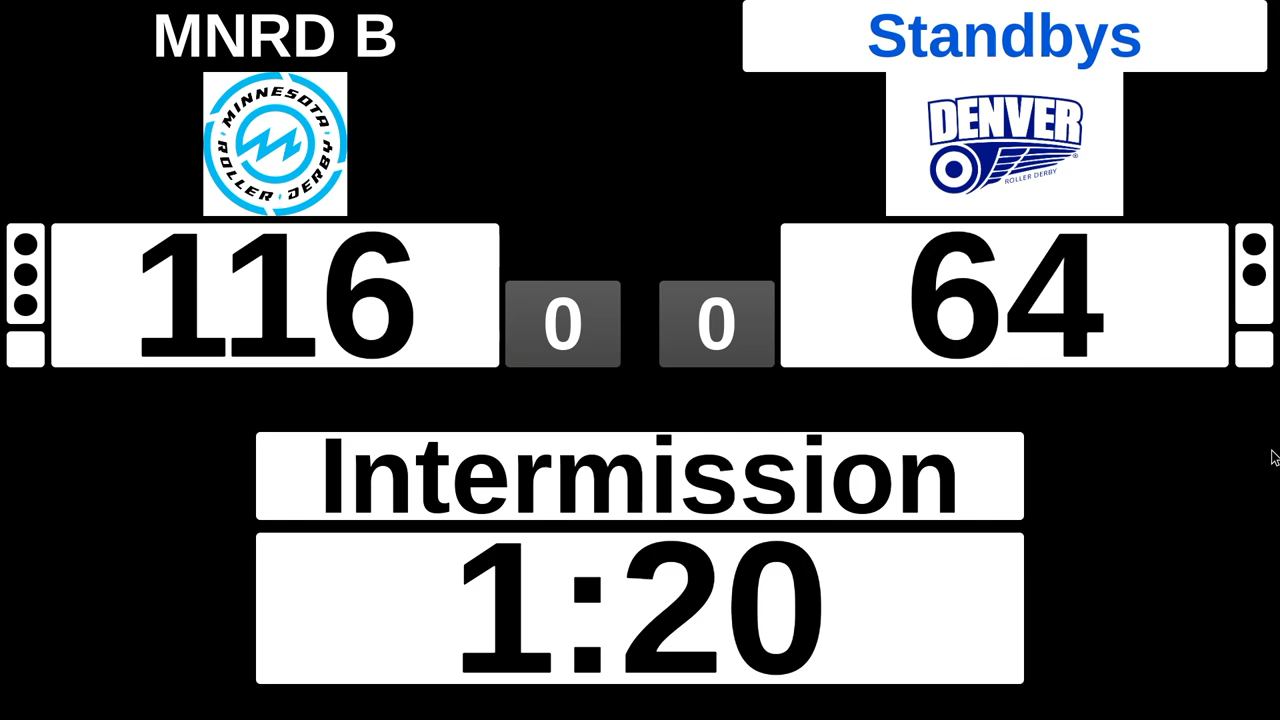 MNRD B
Standbys
MINNESOTA
ROLLER DERBY
DENVER
ROLLER DERBY
®
116
0
0
64
Intermission
1:20